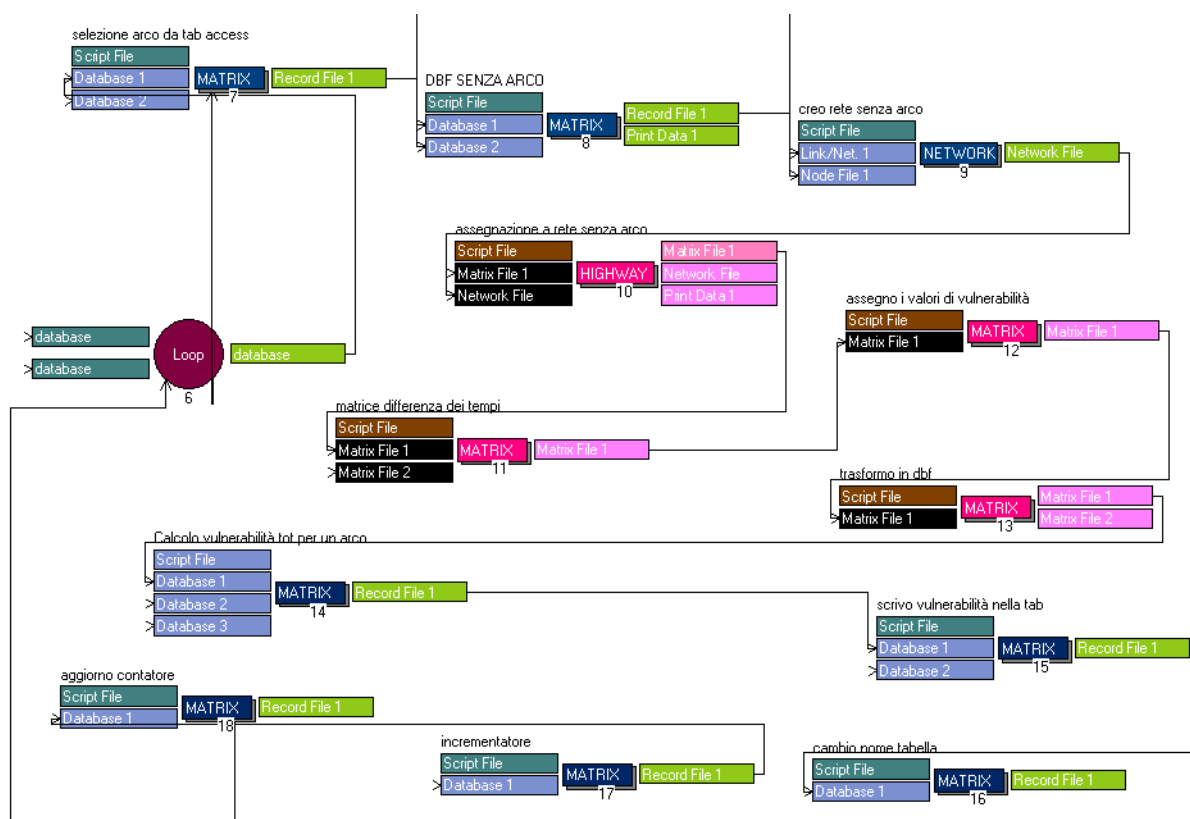 selezione arco da tab access
Script File
Database 1
Database 2
MATRIX
7
Record File 1
DBF SENZA ARCO
Script File
Database 1
Database 2
MATRIX
8
Record File 1
Print Data 1
creo rete senza arco
Script File
Link/Net. 1
Node File 1
NETWORK
9
Network File
assegnazione a rete senza arco
Script File
Matrix File 1
Network File
HIGHWAY
10
Matrix File 1
Network File
Print Data 1
assegno i valori di vulnerabilità
Script File
Matrix File 1
MATRIX
12
Matrix File 1
database
database
Loop
6
database
matrice differenza dei tempi
Script File
Matrix File 1
Matrix File 2
MATRIX
11
Matrix File 1
trasformo in dbf
Script File
Matrix File 1
MATRIX
13
Matrix File 1
Matrix File 2
Calcolo vulnerabilità tot per un arco
Script File
Database 1
Database 2
Database 3
MATRIX
14
Record File 1
scrivo vulnerabilità nella tab
Script File
Database 1
Database 2
MATRIX
15
Record File 1
aggiorno contatore
Script File
Database 1
MATRIX
18
Record File 1
incrementatore
Script File
Database 1
MATRIX
17
Record File 1
cambio nome tabella
Script File
Database 1
MATRIX
16
Record File 1